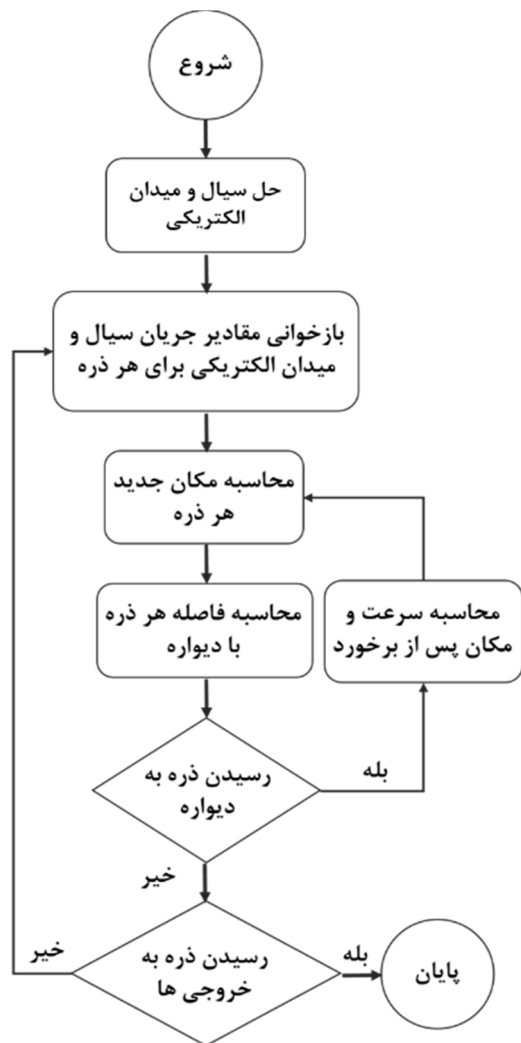 شروع
حل سیال و میدان
الکتریکی
بازخوانی مقادیر جریان سیال و
میدان الکتریکی برای هر ذره
محاسبه مکان جدید
هر ذره
محاسبه فاصله هر ذره
با دیواره
محاسبه سرعت و
مکان پس از برخورد
رسیدن ذره به
دیواره
بله
خیر
رسیدن ذره به
خروجی ها
خیر
بله
پایان